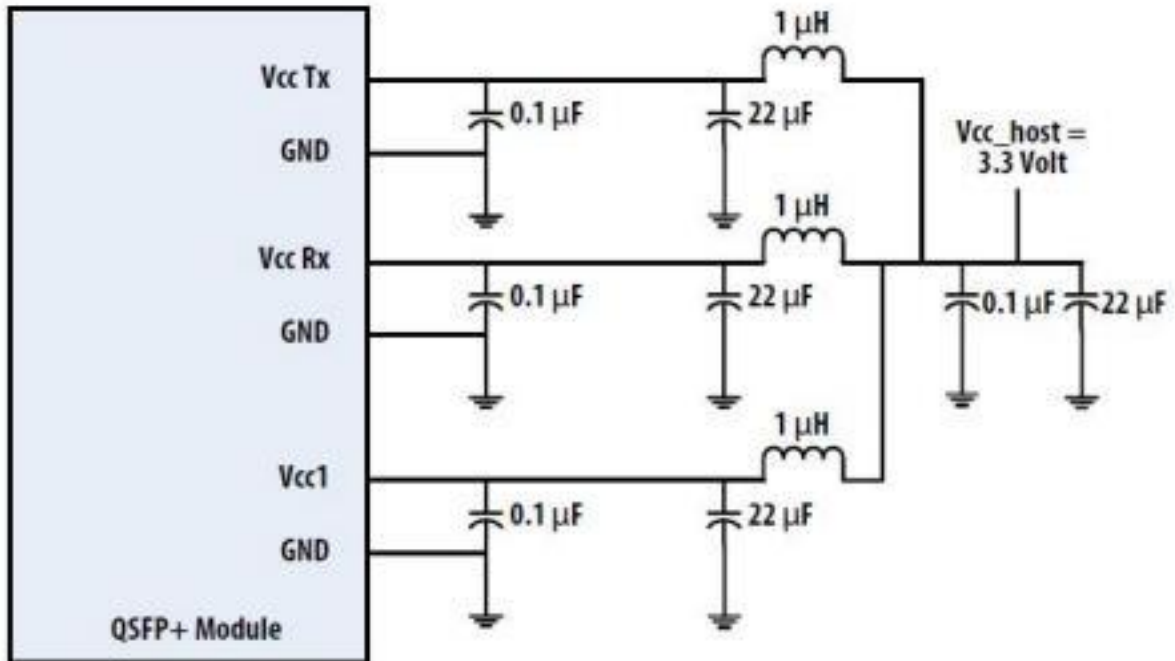 1 μH
Vcc Tx
0.1 μF
22 μF
Vcc_host =
3.3 Volt
GND
1 μH
Vcc Rx
0.1 μF
22 μF
0.1 μF
22 μF
GND
1 μH
Vcc1
0.1 μF
22 μF
GND
QSFP+ Module